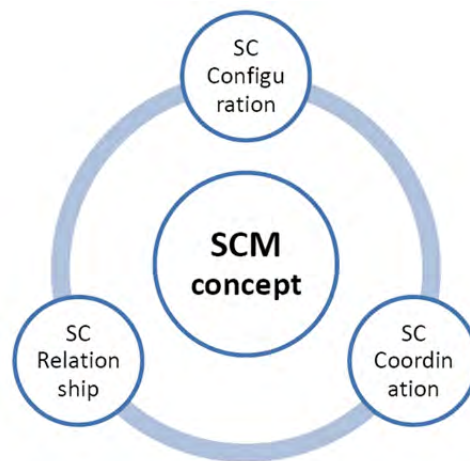 SC
Configu
ration
SCM
concept
SC
Relation
ship
SC
Coordin
ation